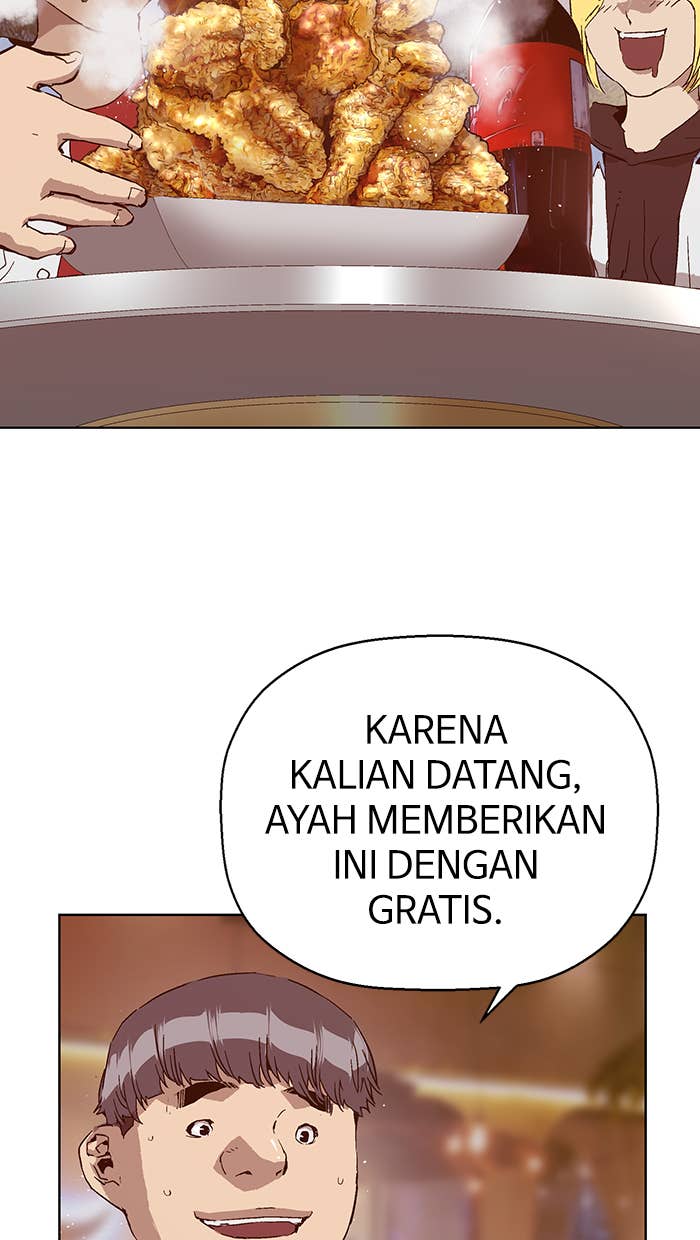 KARENA
KALIAN DATANG,
AYAH MEMBERIKAN
INI DENGAN
GRATIS.